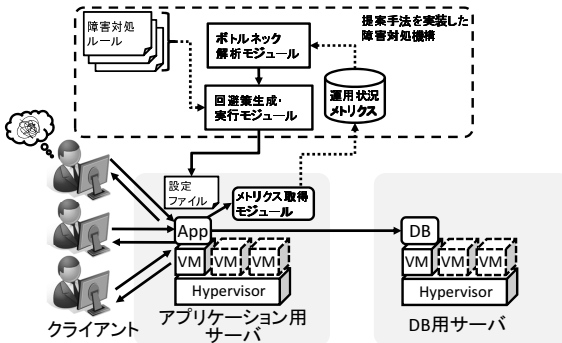 障害対処
ルール
ボトルネック
解析モジュール
提案手法を実装した
障害対処機構
回避策生成・
実行モジュール
運用状況
メトリクス
設定
ファイル
メトリクス取得
モジュール
App
DB
VM
VM
VM
VM
VM
VM
Hypervisor
Hypervisor
クライアント
アプリケーション用
サーバ
DB用サーバ